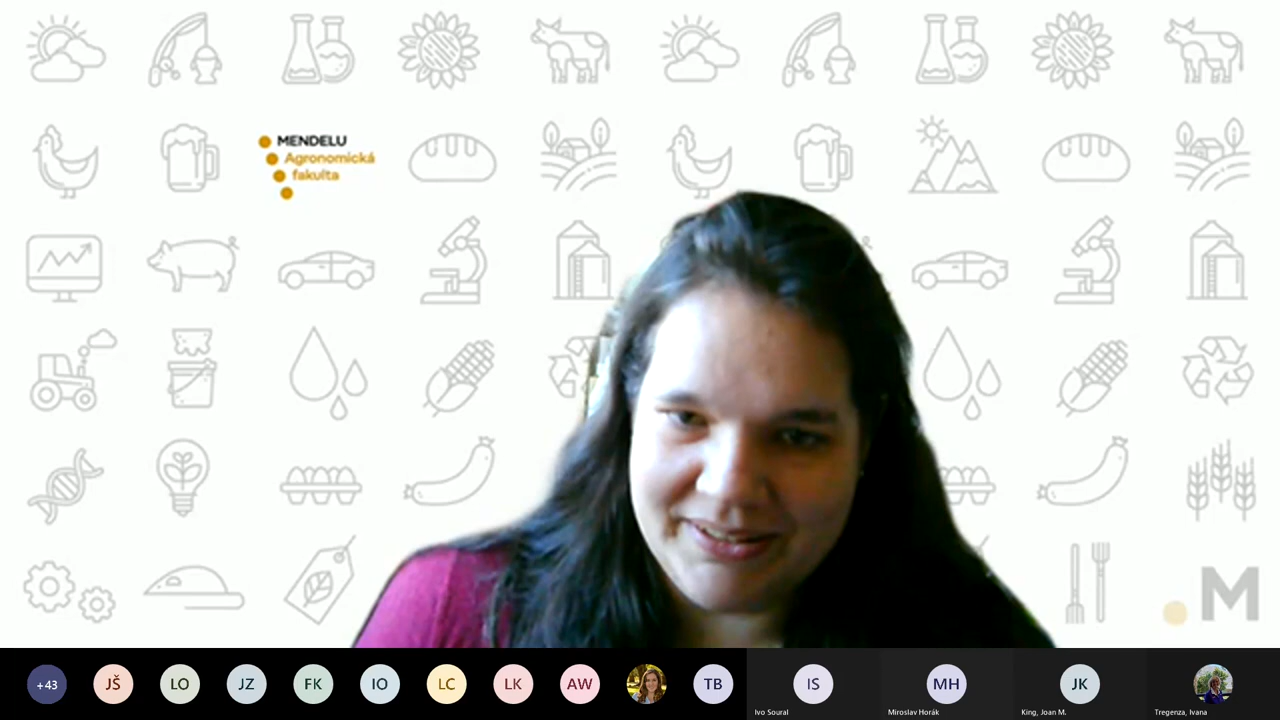 MENDELU
Agronomická
fakulta
M
+43
JŠ
LO
JZ
FK
IO
LC
LK
AW
TB
IS
MH
JK
Ivo Soural
Miroslav Horák
King, Joan M.
Tregenza, Ivana